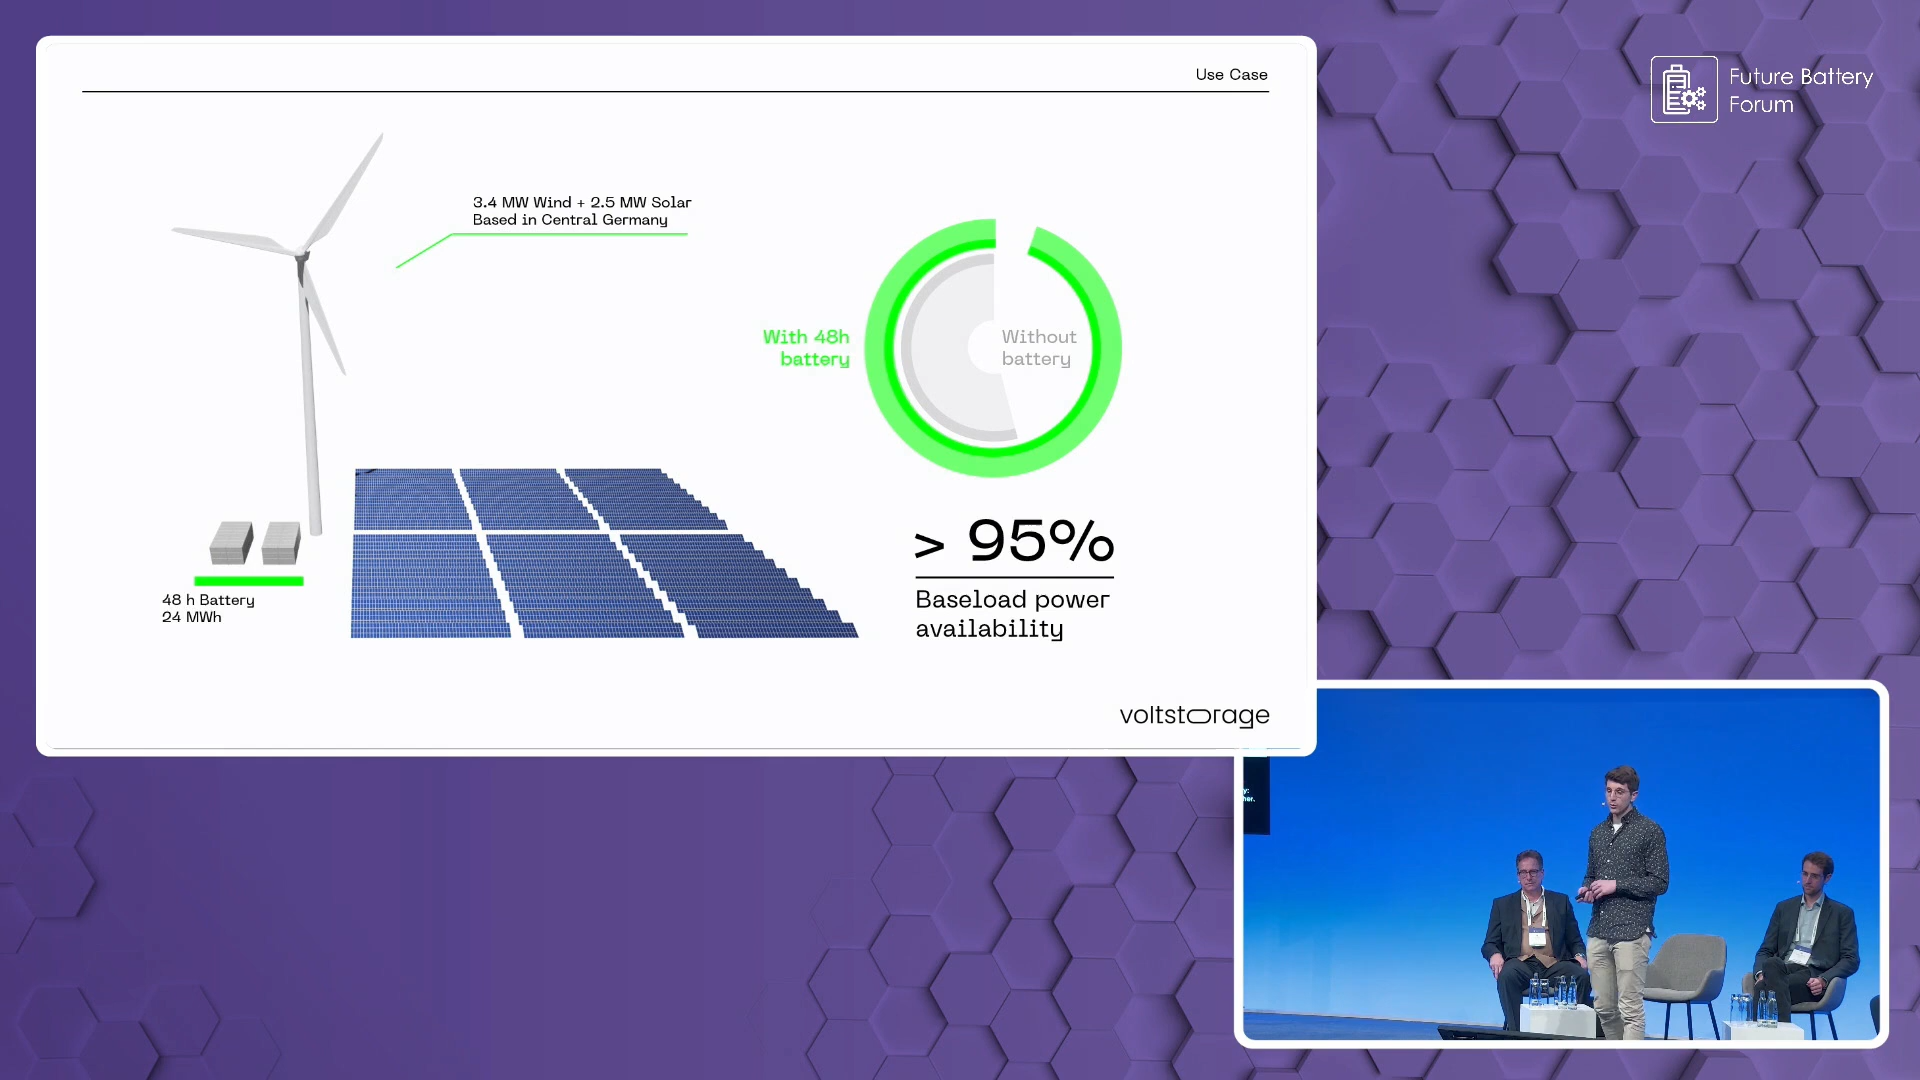 Use Case
Future Battery
Forum
3.4 MW Wind + 2.5 MW Solar
Based in Central Germany
With 48h
battery
Without
battery
> 95%
Baseload power
availability
48 h Battery
24 MWh
voltstorage